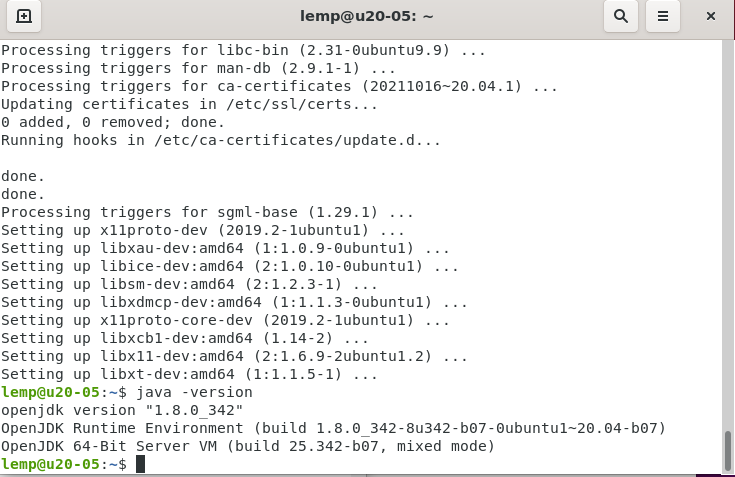 lemp@u20-05: ~
Processing triggers for libc-bin (2.31-0ubuntu9.9) ...
Processing triggers for man-db (2.9.1-1) ...
Processing triggers for ca-certificates (20211016~20.04.1) ...
Updating certificates in /etc/ssl/certs...
0 added, 0 removed; done.
Running hooks in /etc/ca-certificates/update.d...
done.
done.
Processing triggers for sgml-base (1.29.1) ...
Setting up x11proto-dev (2019.2-1ubuntu1) ...
Setting up libxau-dev:amd64 (1:1.0.9-0ubuntu1) ...
Setting up libice-dev:amd64 (2:1.0.10-0ubuntu1) ...
Setting up libsm-dev:amd64 (2:1.2.3-1) ...
Setting up libxdmcp-dev:amd64 (1:1.1.3-0ubuntu1) ...
Setting up x11proto-core-dev (2019.2-1ubuntu1) ...
Setting up libxcb1-dev:amd64 (1.14-2) ...
Setting up libx11-dev:amd64 (2:1.6.9-2ubuntu1.2) ...
Setting up libxt-dev:amd64 (1:1.1.5-1) ...
lemp@u20-05:~$ java -version
openjdk version "1.8.0_342"
OpenJDK Runtime Environment (build 1.8.0_342-8u342-b07-0ubuntu1~20.04-b07)
OpenJDK 64-Bit Server VM (build 25.342-b07, mixed mode)
lemp@u20-05:~$